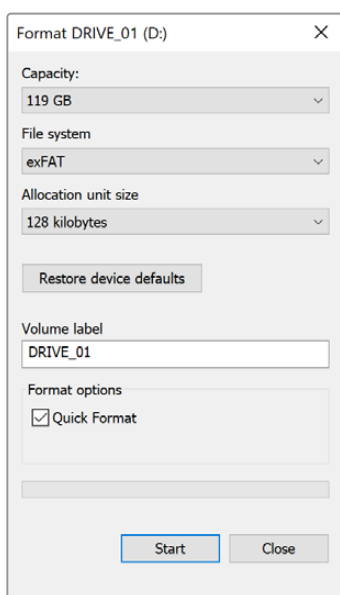 Format DRIVE_01 (D:)
Capacity:
119 GB
File system
exFAT
Allocation unit size
128 kilobytes
Restore device defaults
Volume label
DRIVE_01
Format options
Quick Format
Start Close